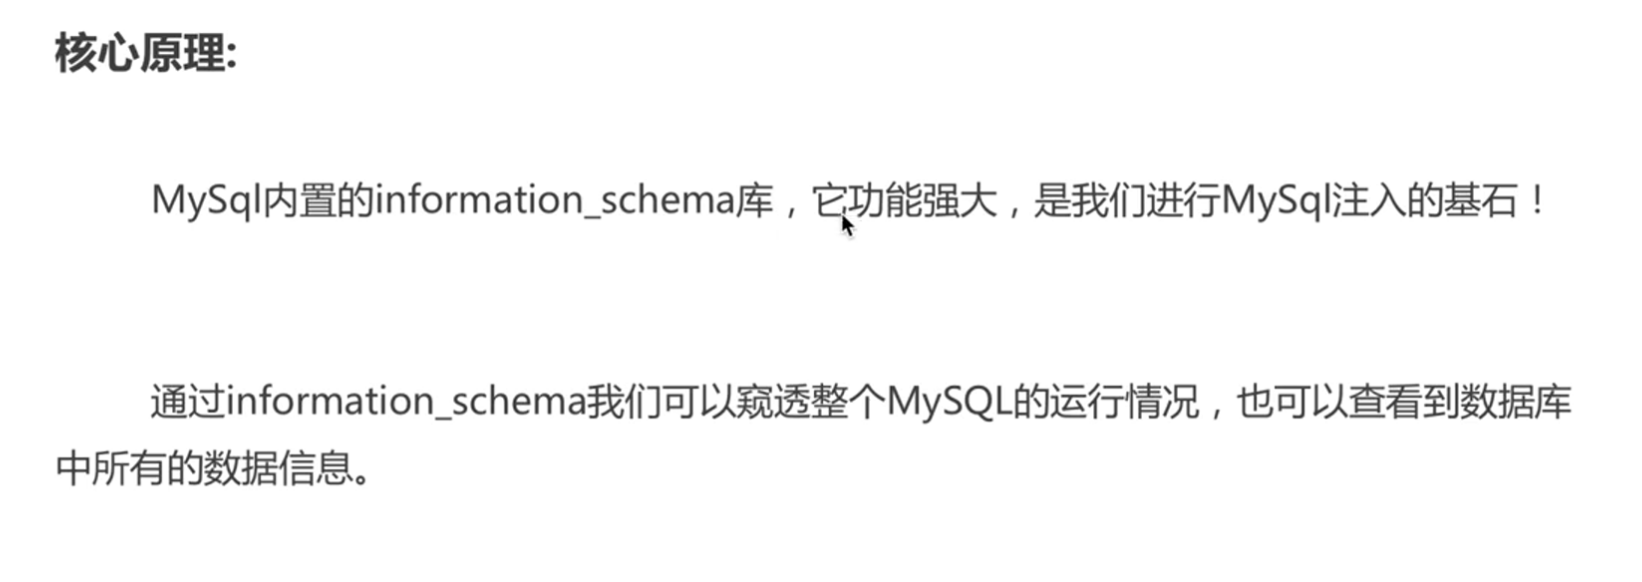 核心原理:
MySql内置的information_schema库，它功能强大，是我们进行MySql注入的基石！
通过information_schema我们可以窥透整个MySQL的运行情况，也可以查看到数据库
中所有的数据信息。